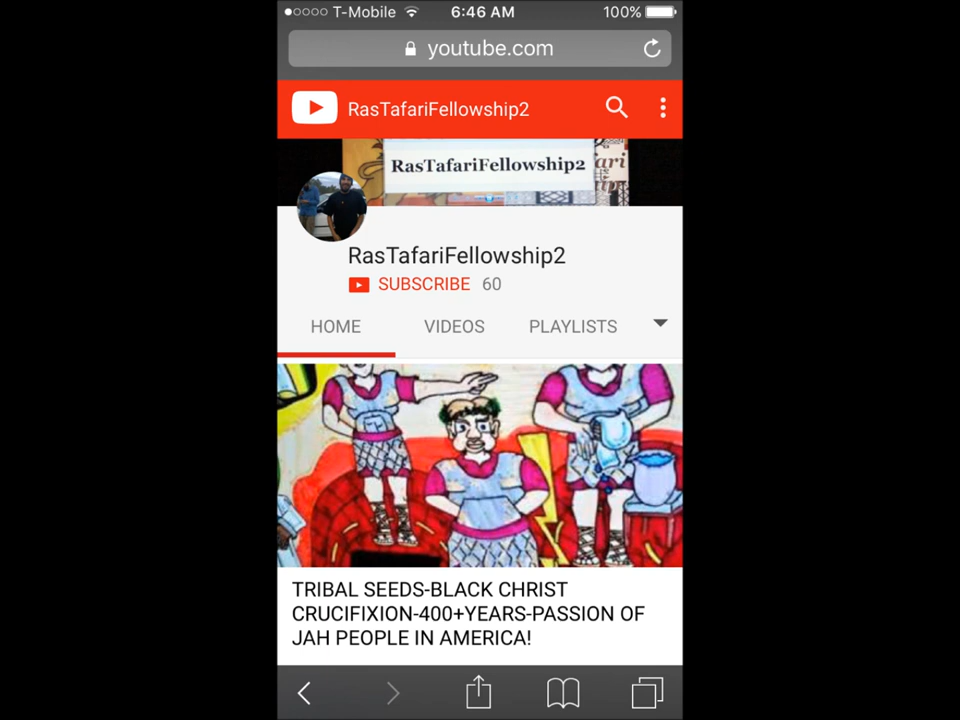 T-Mobile 6:46 AM 100%
youtube.com
RasTafariFellowship2
RasTafariFellowship2
RasTafariFellowship2
SUBSCRIBE 60
HOME VIDEOS PLAYLISTS
TRIBAL SEEDS-BLACK CHRIST
CRUCIFIXION-400+YEARS-PASSION OF
JAH PEOPLE IN AMERICA!